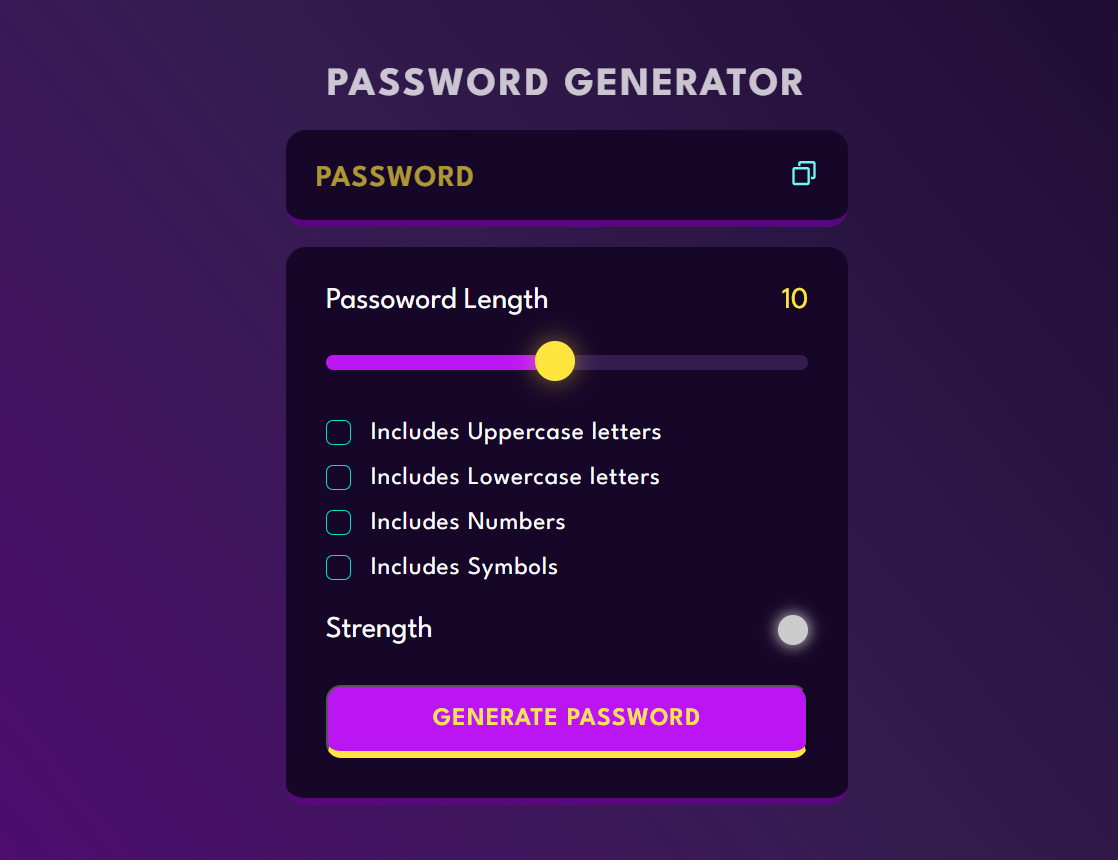 PASSWORD GENERATOR
PASSWORD
Passoword Length
10
Includes Uppercase letters
Includes Lowercase letters
Includes Numbers
Includes Symbols
Strength
GENERATE PASSWORD